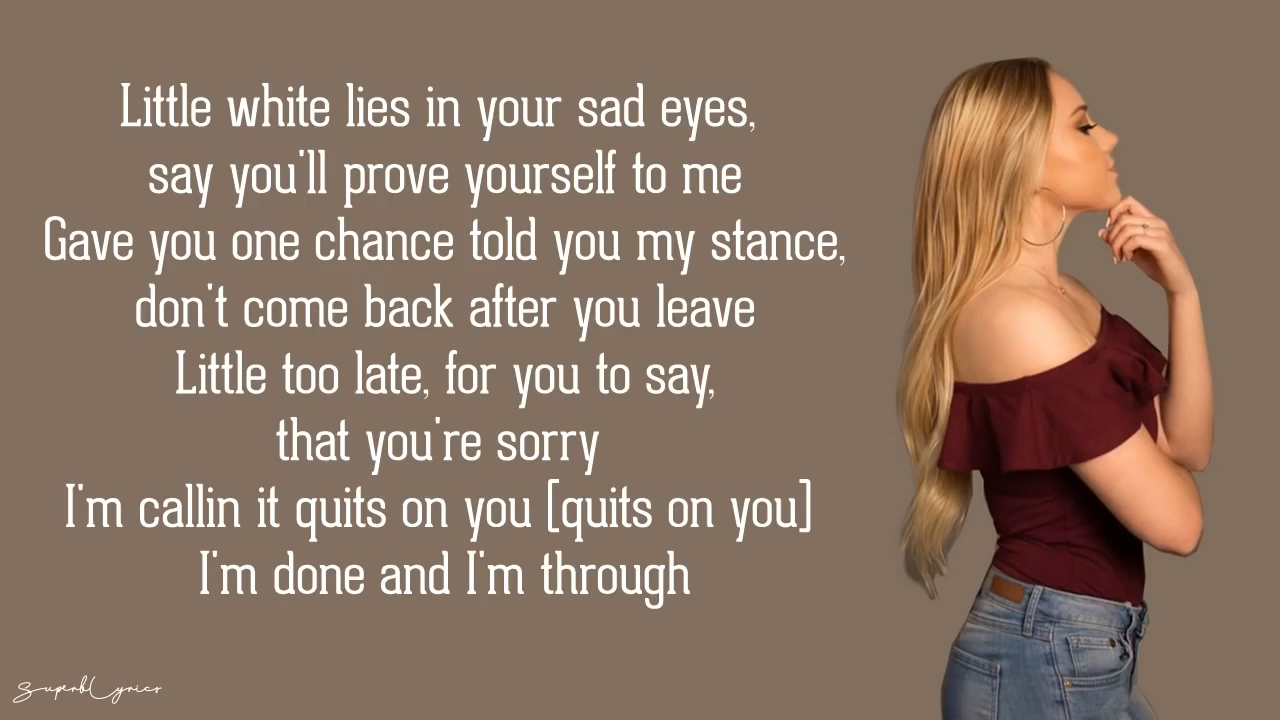 Little white lies in your sad eyes,
say you'll prove yourself to me
Gave you one chance told you my stance,
don't come back after you leave
Little too late, for you to say,
that you're sorry
I'm callin it quits on you [quits on you]
I'm done and I'm through
SuperbLyrics